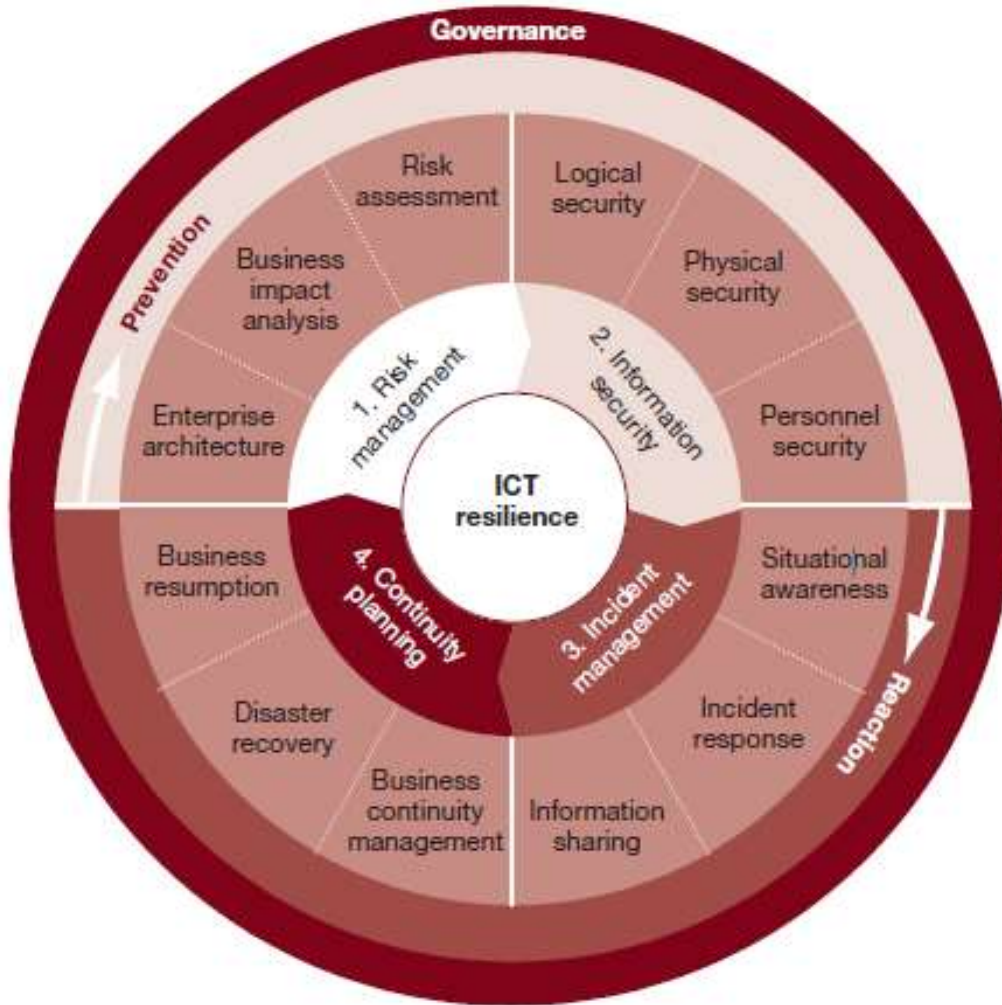 Governance
Prevention
Risk
assessment
Logical
security
Business
impact
analysis
Physical
security
Enterprise
architecture
Personnel
security
1. Risk
management
2. Information
security
ICT
resilience
4. Continuity
planning
3. Incident
management
Business
resumption
Situational
awareness
Disaster
recovery
Incident
response
Reaction
Business
continuity
management
Information
sharing